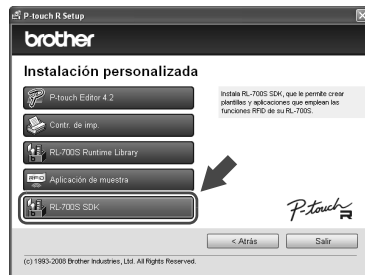 P-touch R Setup
brother
Instalación personalizada
P-touch Editor 4.2
Contr. de imp.
RL-700S Runtime Library
RFID
Aplicación de muestra
RL-700S SDK
Instala RL-700S SDK, que le permite crear
plantillas y aplicaciones que emplean las
funciones RFID de su RL-700S.
P-touch R
< Atrás
Salir
(c) 1993-2008 Brother Industries, Ltd. All Rights Reserved.